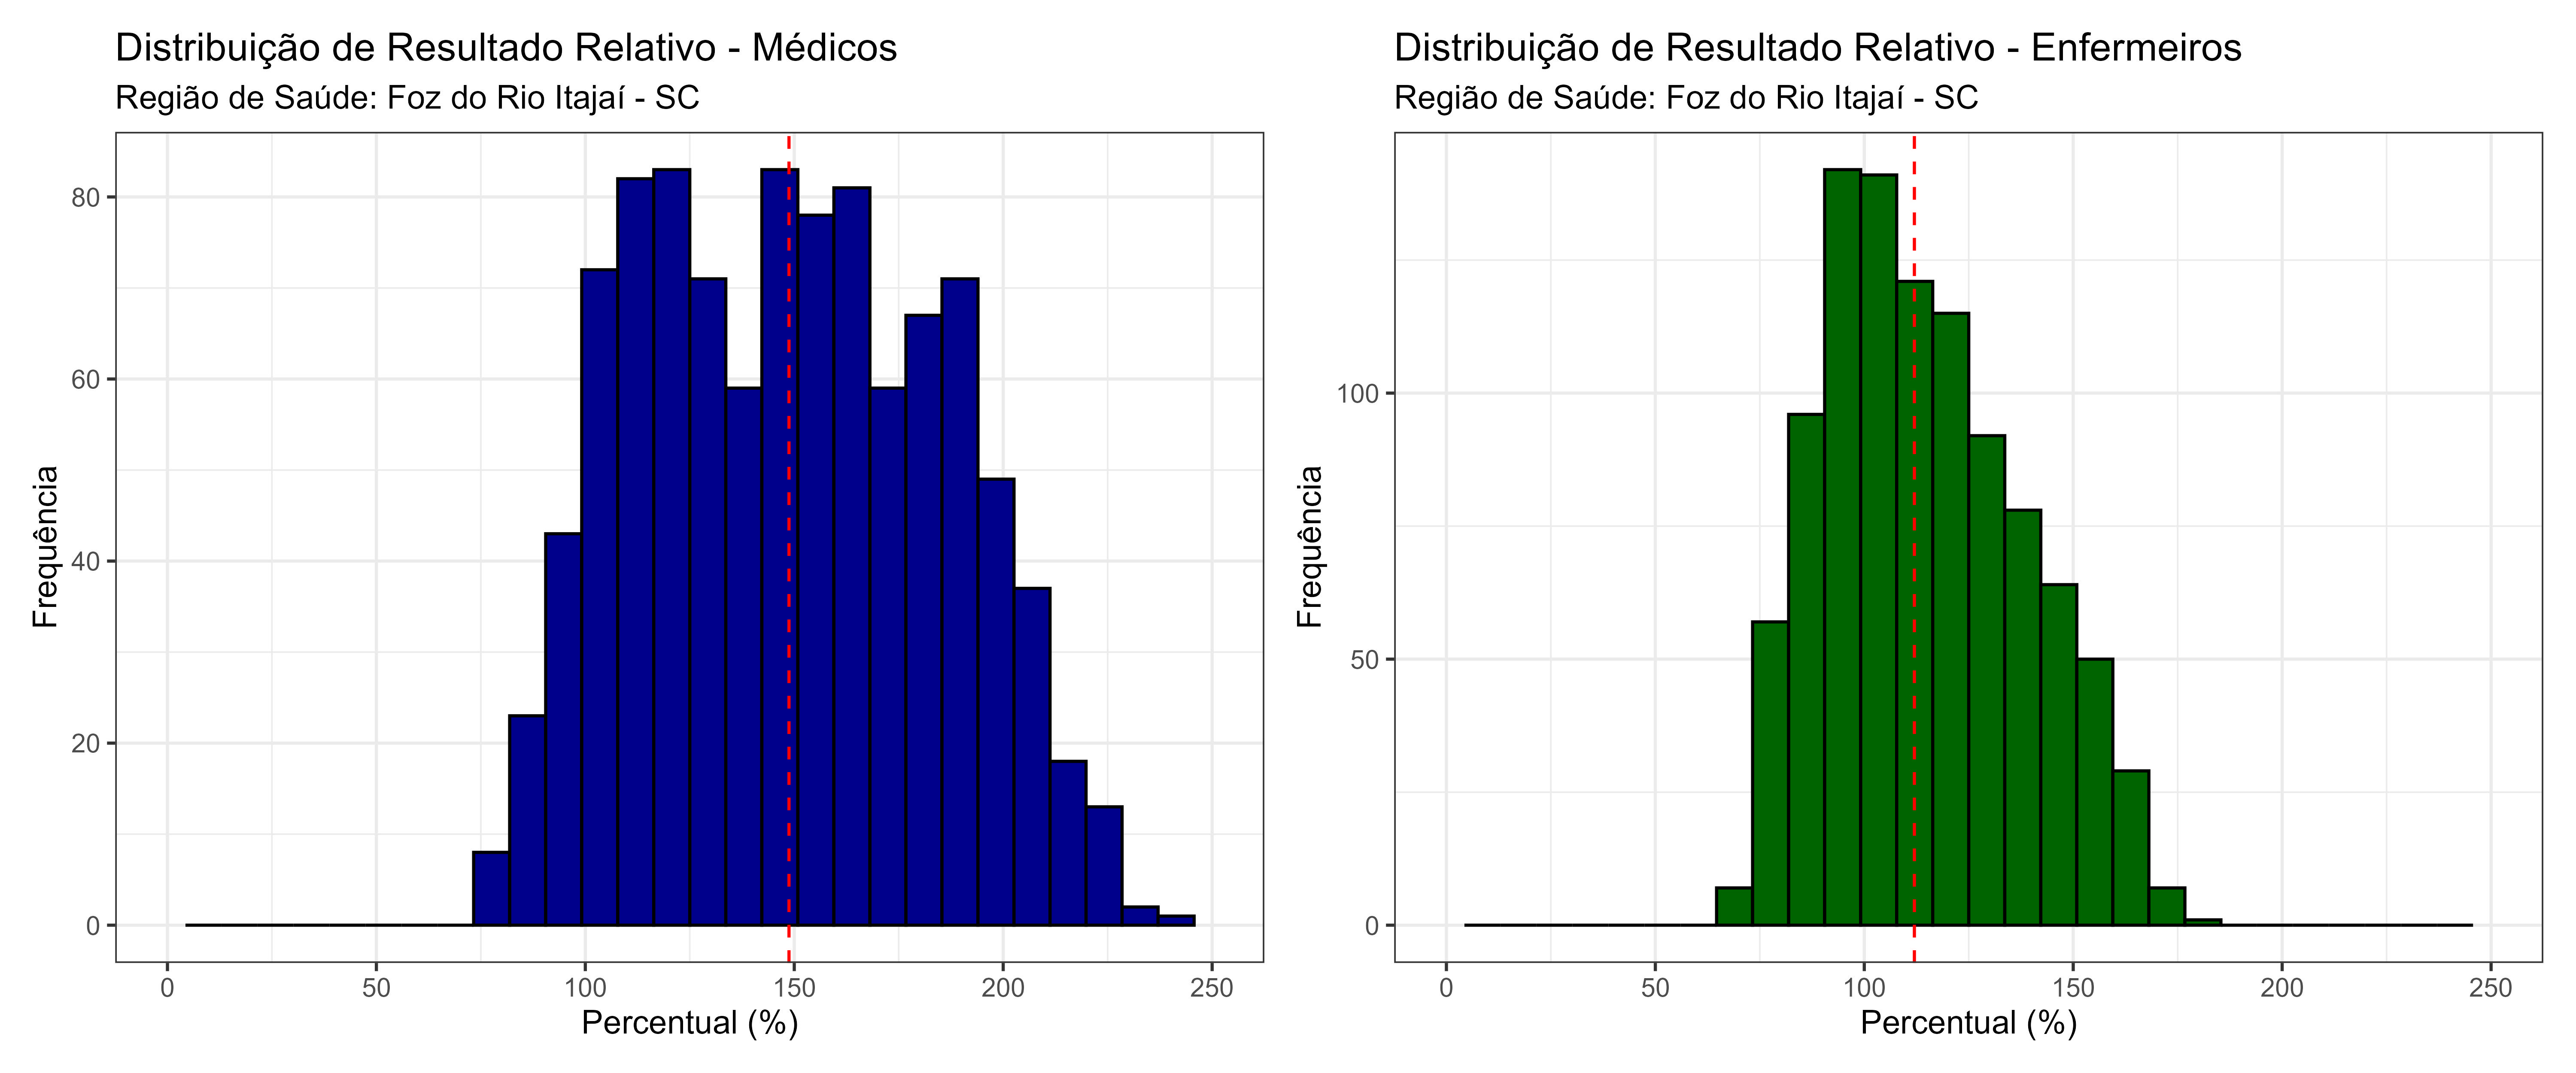 Distribuição de Resultado Relativo - Médicos
Região de Saúde: Foz do Rio Itajaí - SC
Frequência
80
60
40
20
0
0 50 100 150 200 250
Percentual (%)
Distribuição de Resultado Relativo - Enfermeiros
Região de Saúde: Foz do Rio Itajaí - SC
Frequência
100
50
0
0 50 100 150 200 250
Percentual (%)